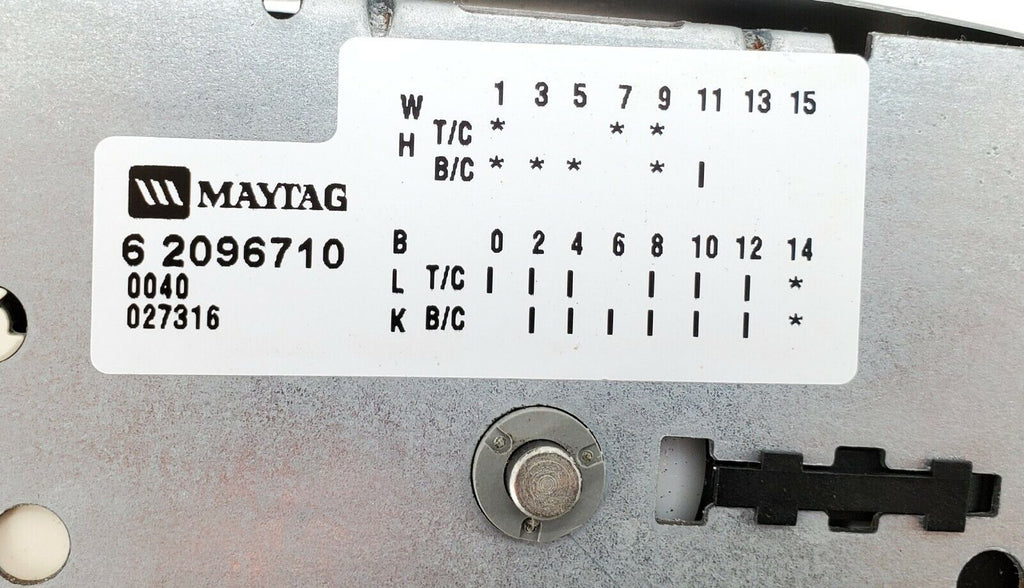 W 1 3 5 7 9 11 13 15
H T/C * * *
B/C * * * * |
MAYTAG
6 2096710
0040
027316
B 0 2 4 6 8 10 12 14
L T/C | | | | | | *
K B/C | | | | | | *